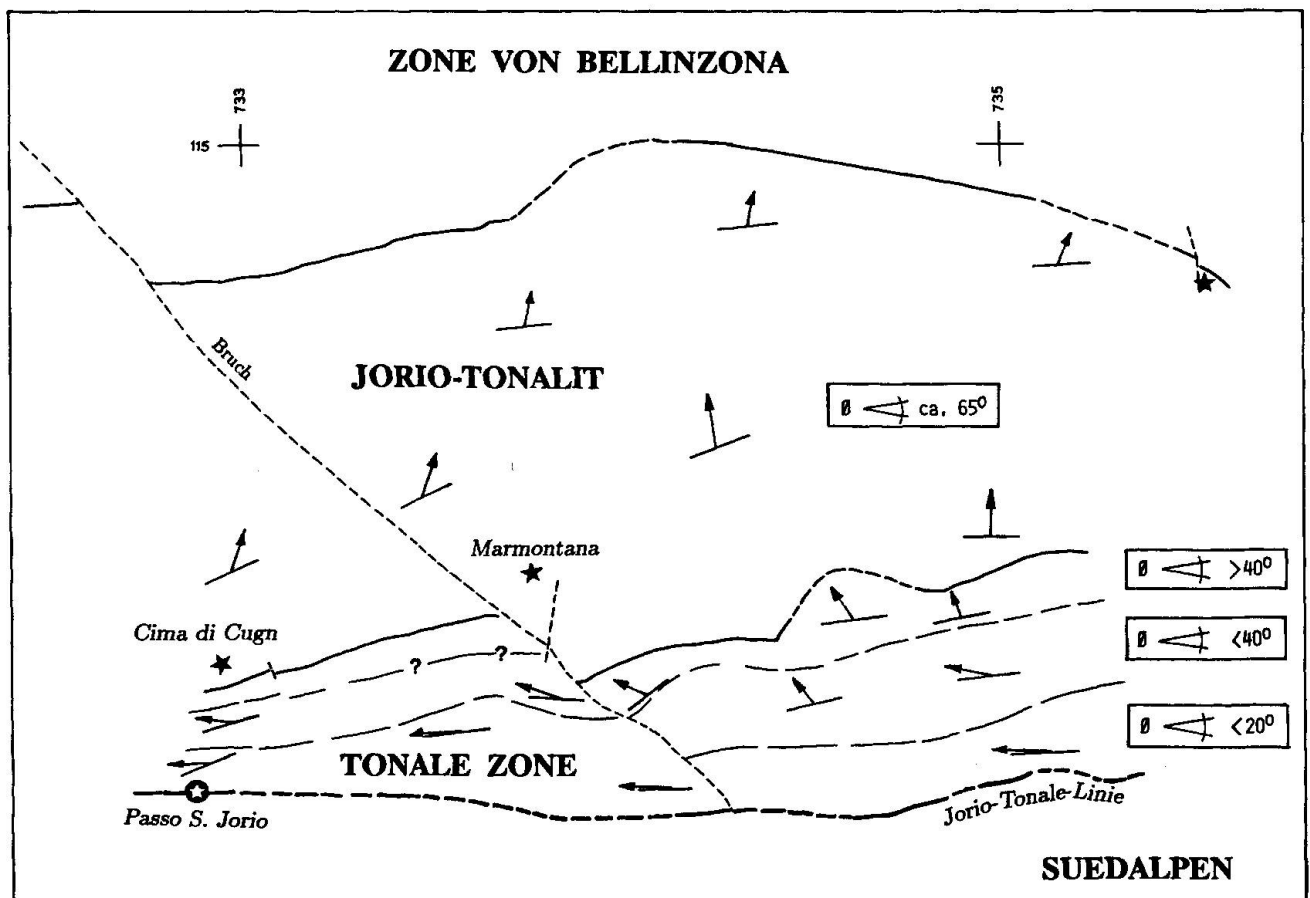 ZONE VON BELLINZONA
733
735
115
Bruch
JORIO-TONALIT
Ø ca. 65°
Marmontana
Ø >40°
Cima di Cugn
Ø <40°
? ?
Ø <20°
TONALE ZONE
Jorio-Tonale-Linie
Passo S. Jorio
SUEDALPEN